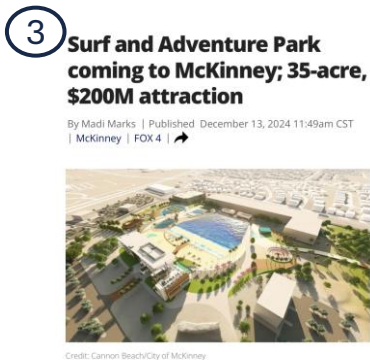 3
Surf and Adventure Park
coming to McKinney; 35-acre,
$200M attraction
By Madi Marks | Published December 13, 2024 11:49am CST
| McKinney | FOX 4 |
Credit: Cannon Beach/City of McKinney